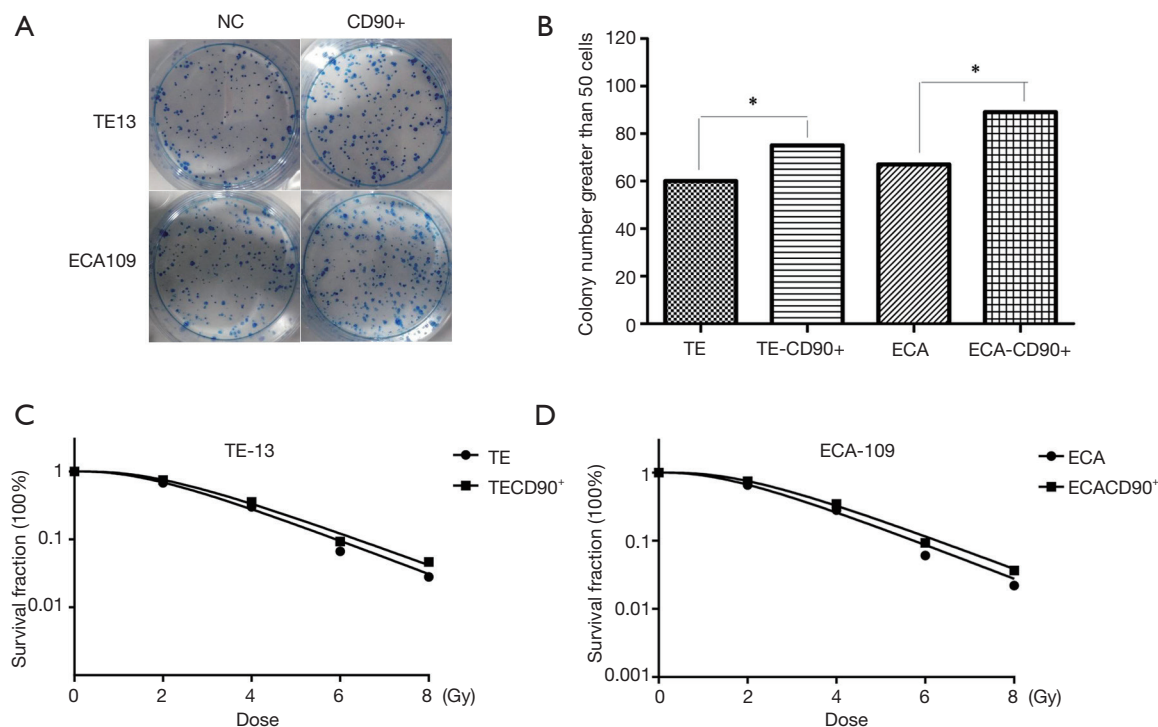 A
NC
CD90+
TE13
ECA109
B
Colony number greater than 50 cells
120
100
80
60
40
20
0
*
*
TE
TE-CD90+
ECA
ECA-CD90+
C
TE-13
TE
TECD90+
Survival fraction (100%)
1
0.1
0.01
0
2
4
6
8
(Gy)
Dose
D
ECA-109
ECA
ECACD90+
Survival fraction (100%)
1
0.1
0.01
0.001
0
2
4
6
8
(Gy)
Dose